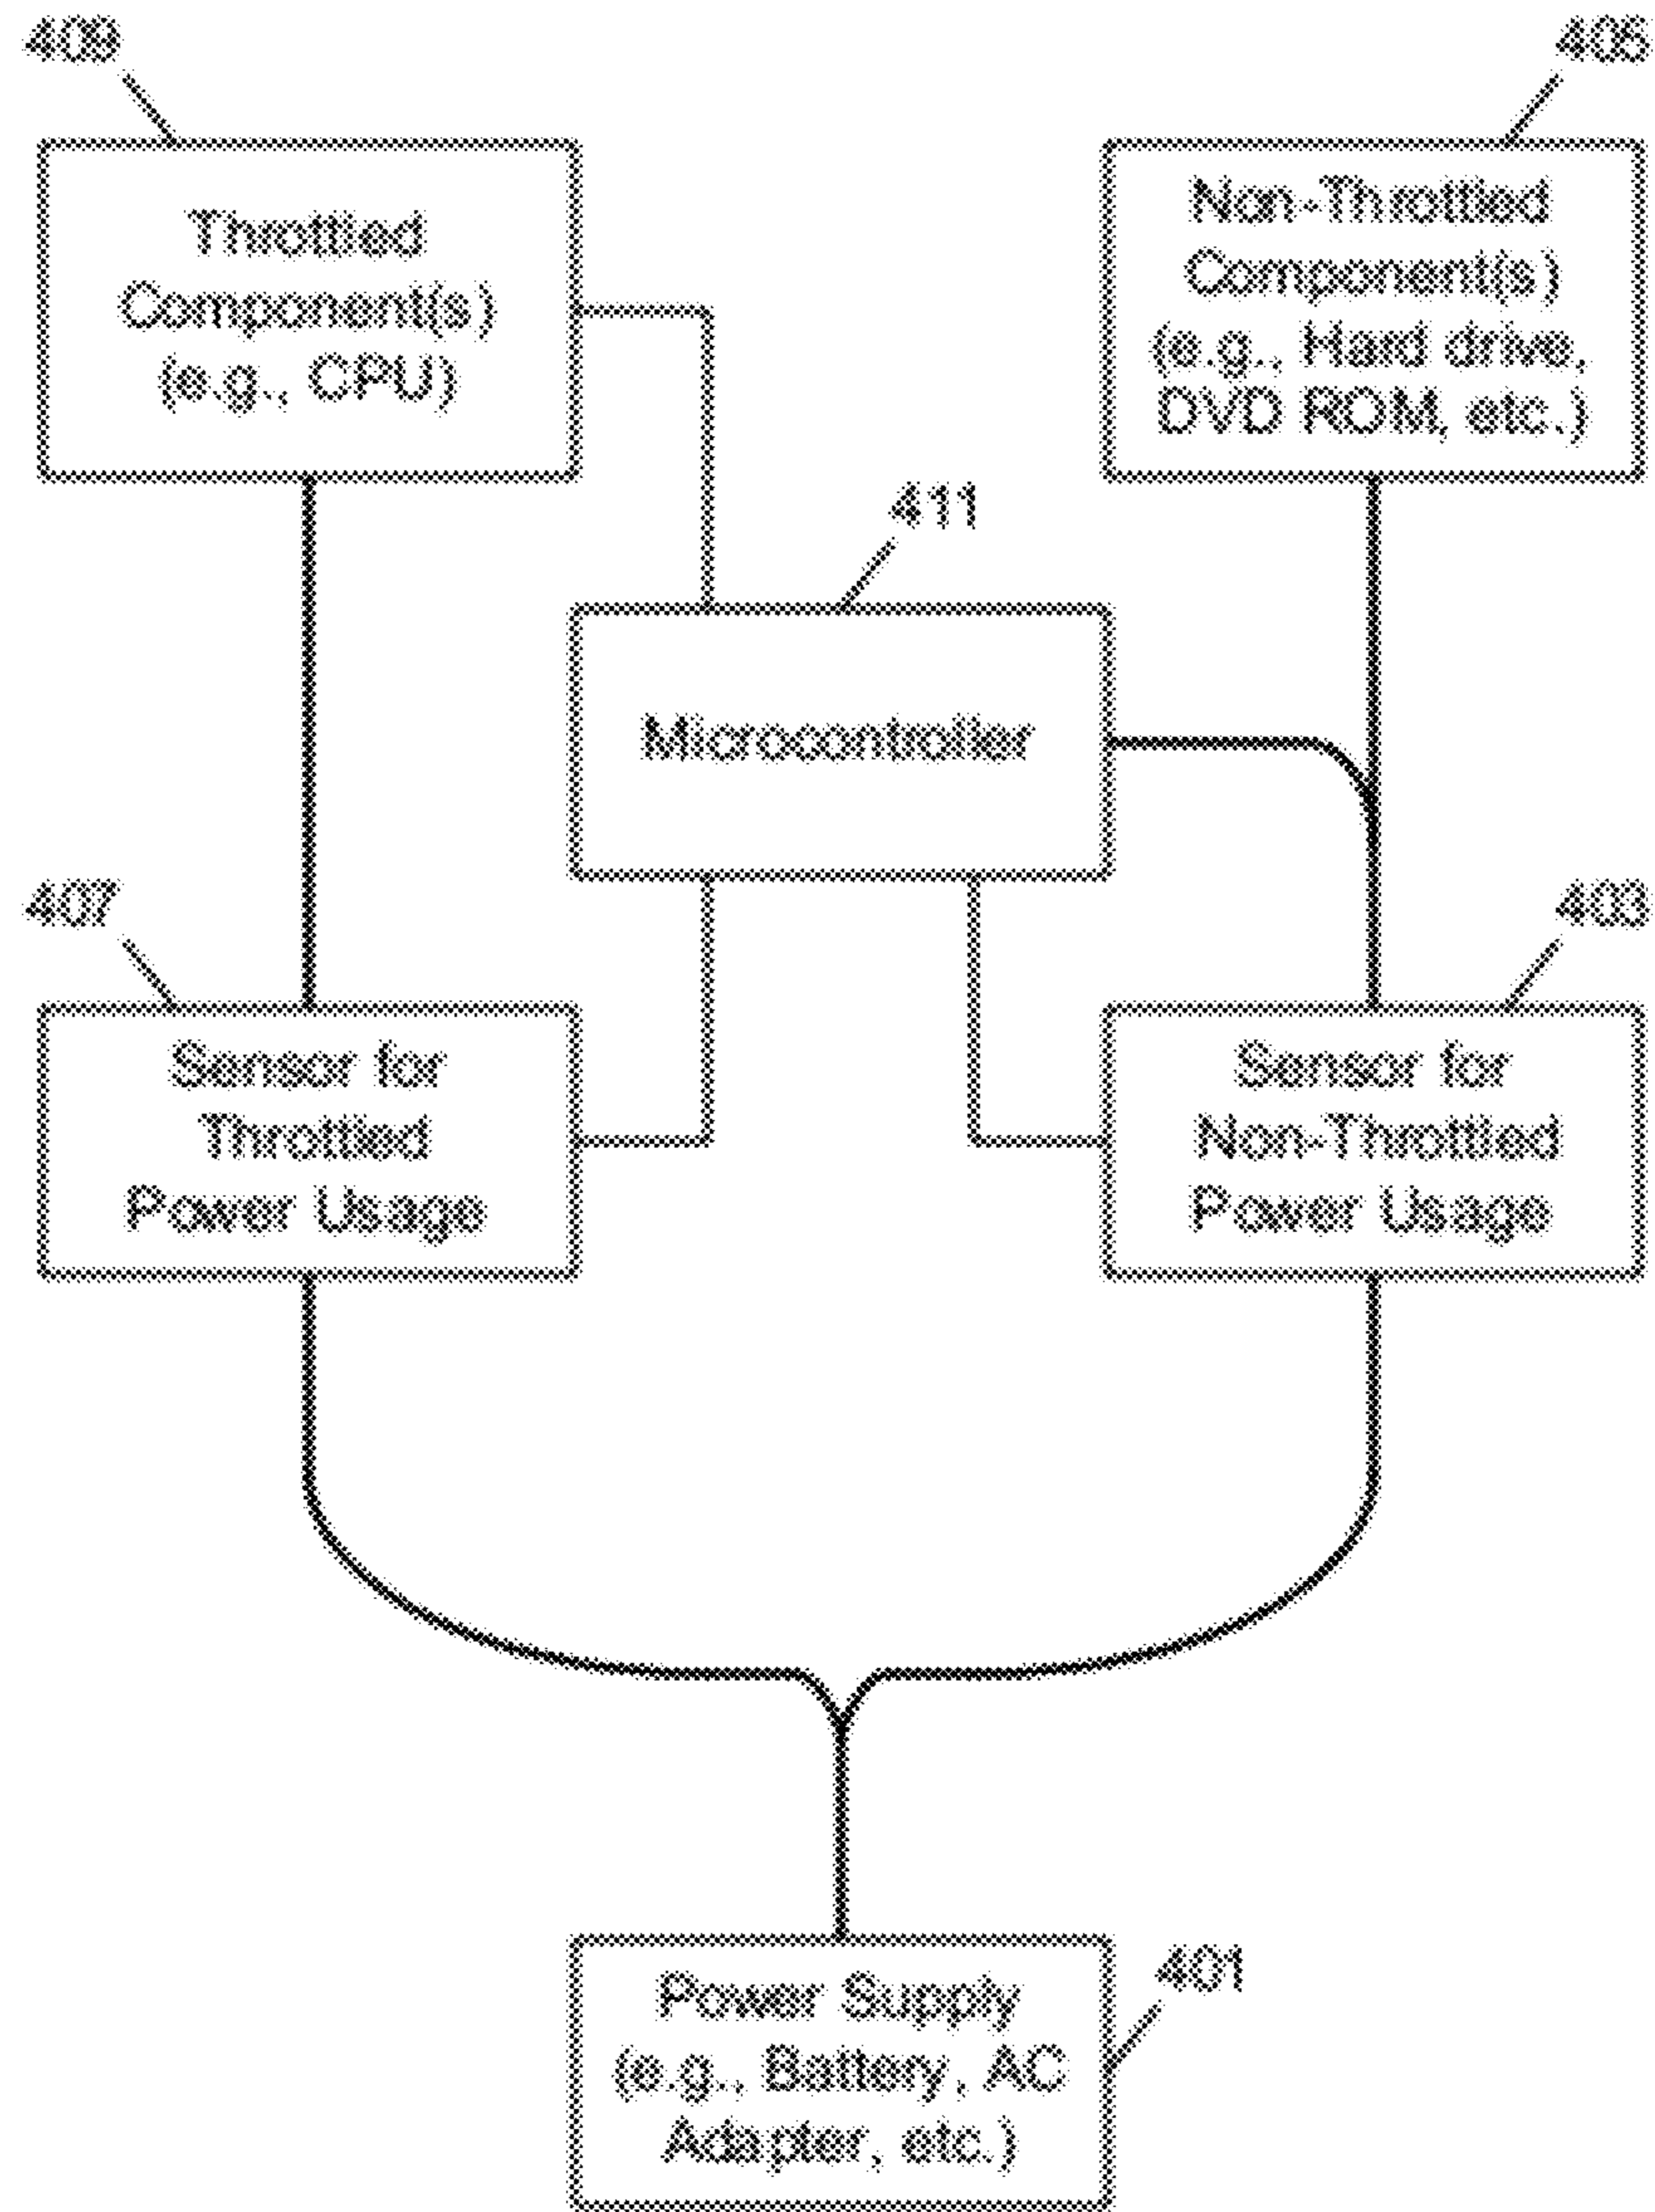 409
405
Throttled
Component(s)
(e.g., CPU)
Non-Throttled
Component(s)
(e.g., Hard drive,
DVD ROM, etc.)
411
Microcontroller
407
403
Sensor for
Throttled
Power Usage
Sensor for
Non-Throttled
Power Usage
401
Power Supply
(e.g., Battery, AC
Adapter, etc.)